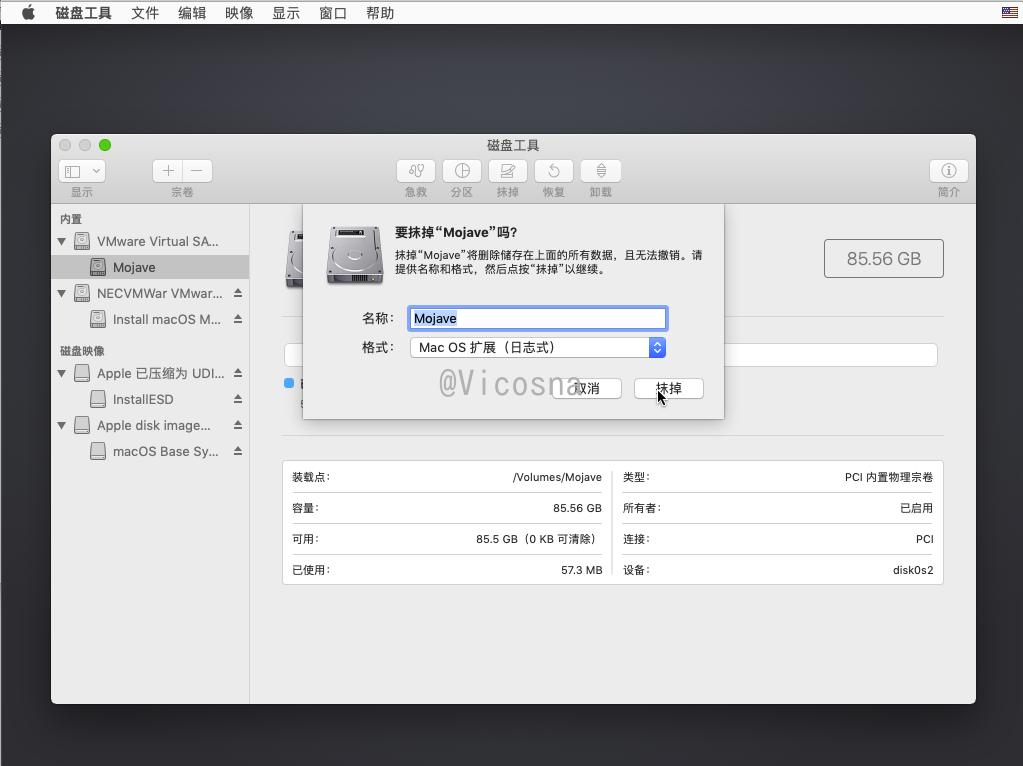 磁盘工具 文件 编辑 映像 显示 窗口 帮助
磁盘工具
显示 宗卷 急救 分区 抹掉 恢复 卸载 简介
内置
VMware Virtual SA...
Mojave
NECVMWar VMwar...
Install macOS M...
磁盘映像
Apple 已压缩为 UDI...
InstallESD
Apple disk image...
macOS Base Sy...
要抹掉“Mojave”吗?
抹掉“Mojave”将删除储存在上面的所有数据，且无法撤销。请
提供名称和格式，然后点按“抹掉”以继续。
名称: Mojave
格式: Mac OS 扩展（日志式）
@Vicosna
取消 抹掉
85.56 GB
装载点: /Volumes/Mojave
类型: PCI 内置物理宗卷
容量: 85.56 GB
所有者: 已启用
可用: 85.5 GB（0 KB 可清除）
连接: PCI
已使用: 57.3 MB
设备: disk0s2